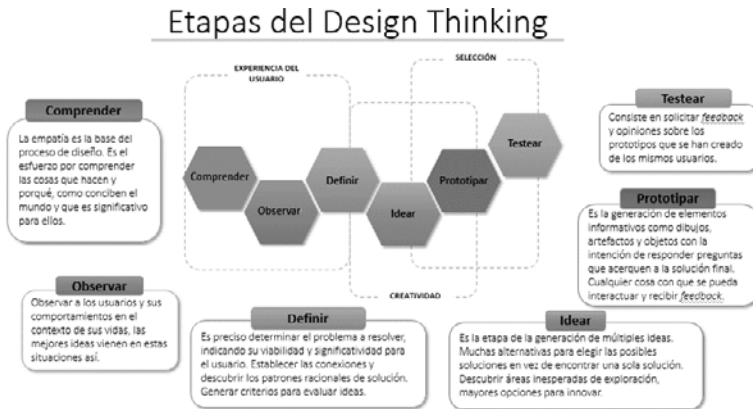 Etapas del Design Thinking
EXPERIENCIA DEL
USUARIO
SELECCIÓN
Comprender
La empatía es la base del
proceso de diseño. Es el
esfuerzo por comprender
las cosas que hacen y
porqué, como conciben el
mundo y que es significativo
para ellos.
Observar
Observar a los usuarios y sus
comportamientos en el
contexto de sus vidas, las
mejores ideas vienen en estas
situaciones así.
Comprender
Observar
Definir
Idear
Prototipar
Testear
CREATIVIDAD
Definir
Es preciso determinar el problema a resolver,
indicando su viabilidad y significatividad para
el usuario. Establecer las conexiones y
descubrir los patrones racionales de solución.
Generar criterios para evaluar ideas.
Idear
Es la etapa de la generación de múltiples ideas.
Muchas alternativas para elegir las posibles
soluciones en vez de encontrar una sola solución.
Descubrir áreas inesperadas de exploración,
mayores opciones para innovar.
Testear
Consiste en solicitar feedback
y opiniones sobre los
prototipos que se han creado
de los mismos usuarios.
Prototipar
Es la generación de elementos
informativos como dibujos,
artefactos y objetos con la
intención de responder preguntas
que acerquen a la solución final.
Cualquier cosa con que se pueda
interactuar y recibir feedback.